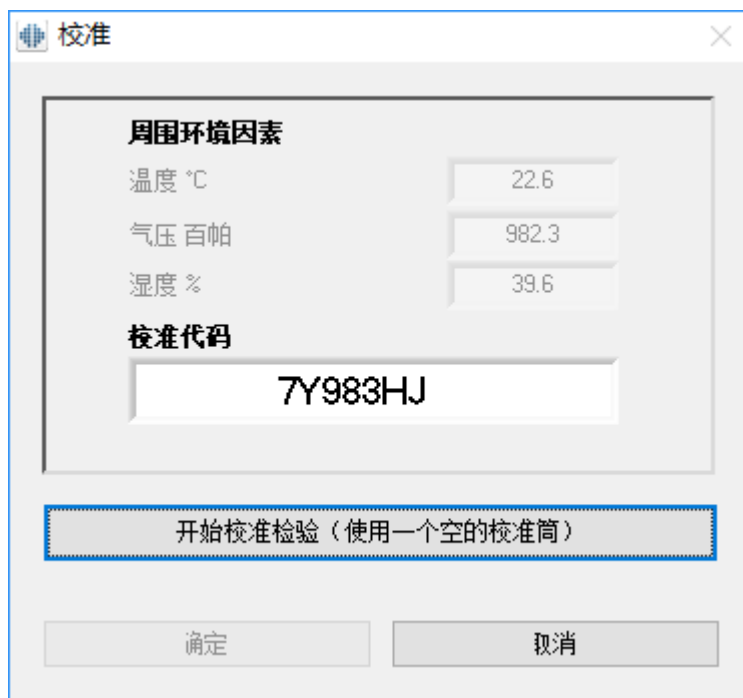 校准
周围环境因素
温度 °C 22.6
气压 百帕 982.3
湿度 % 39.6
校准代码
7Y983HJ
开始校准检验（使用一个空的校准筒）
确定 取消